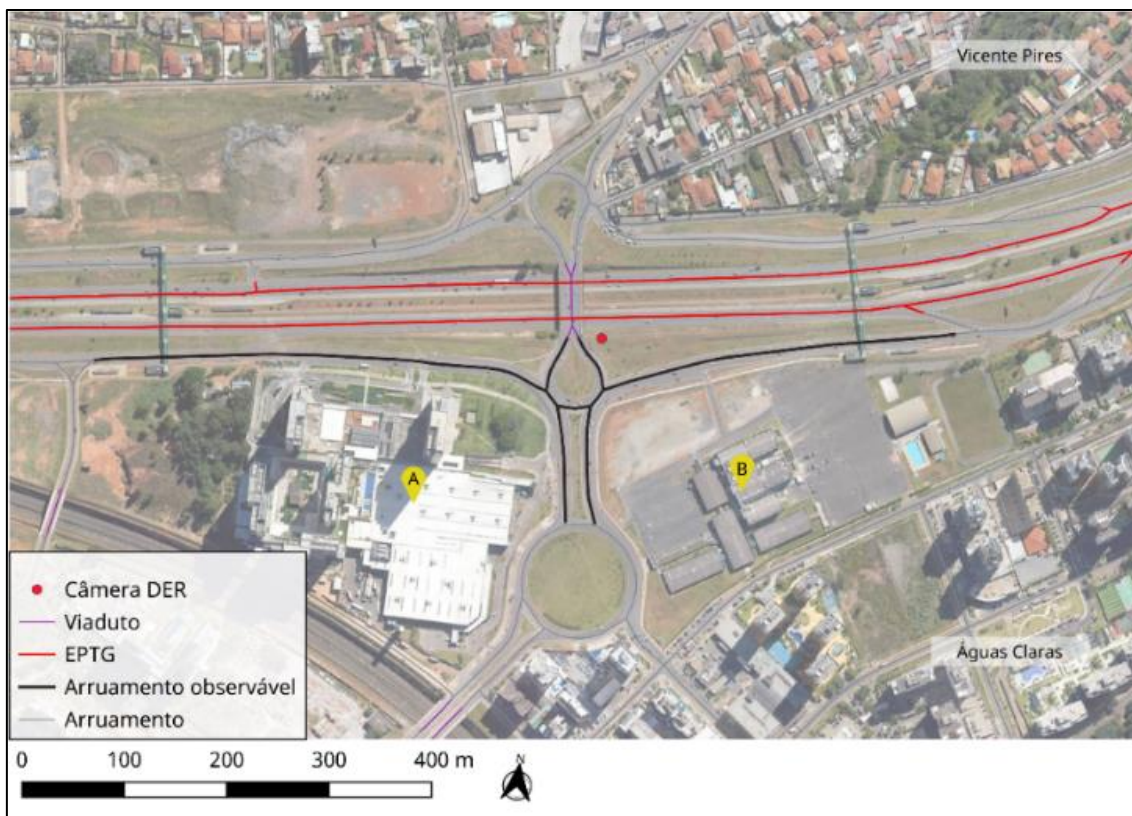 Vicente Pires
A
B
Câmera DER
Viaduto
EPTG
Arruamento observável
Arruamento
Águas Claras
0 100 200 300 400 m
N